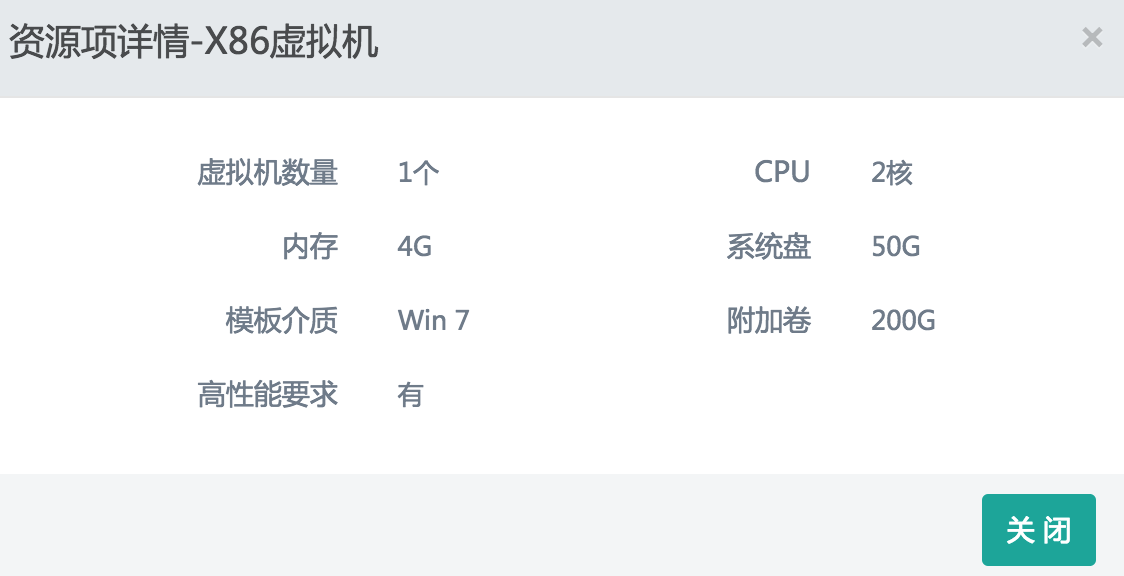 资源项详情-X86虚拟机 ×
虚拟机数量 1个 CPU 2核
内存 4G 系统盘 50G
模板介质 Win 7 附加卷 200G
高性能要求 有
关 闭